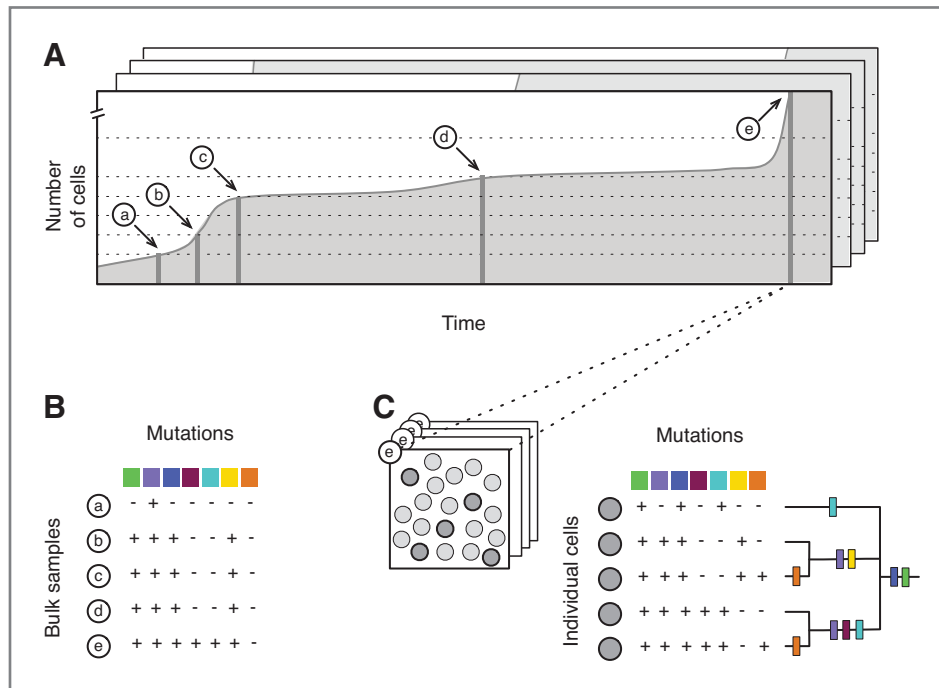 A
Number
of cells
a
b
c
d
e
Time
B
Mutations
Bulk samples
a - + - - - - -
b + + + - - + -
c + + + - - + -
d + + + - - + -
e + + + + + + -
C
e
e
e
e
Mutations
Individual cells
+ - + - + - -
+ + + - - + -
+ + + - - + +
+ + + + + - -
+ + + + + - +